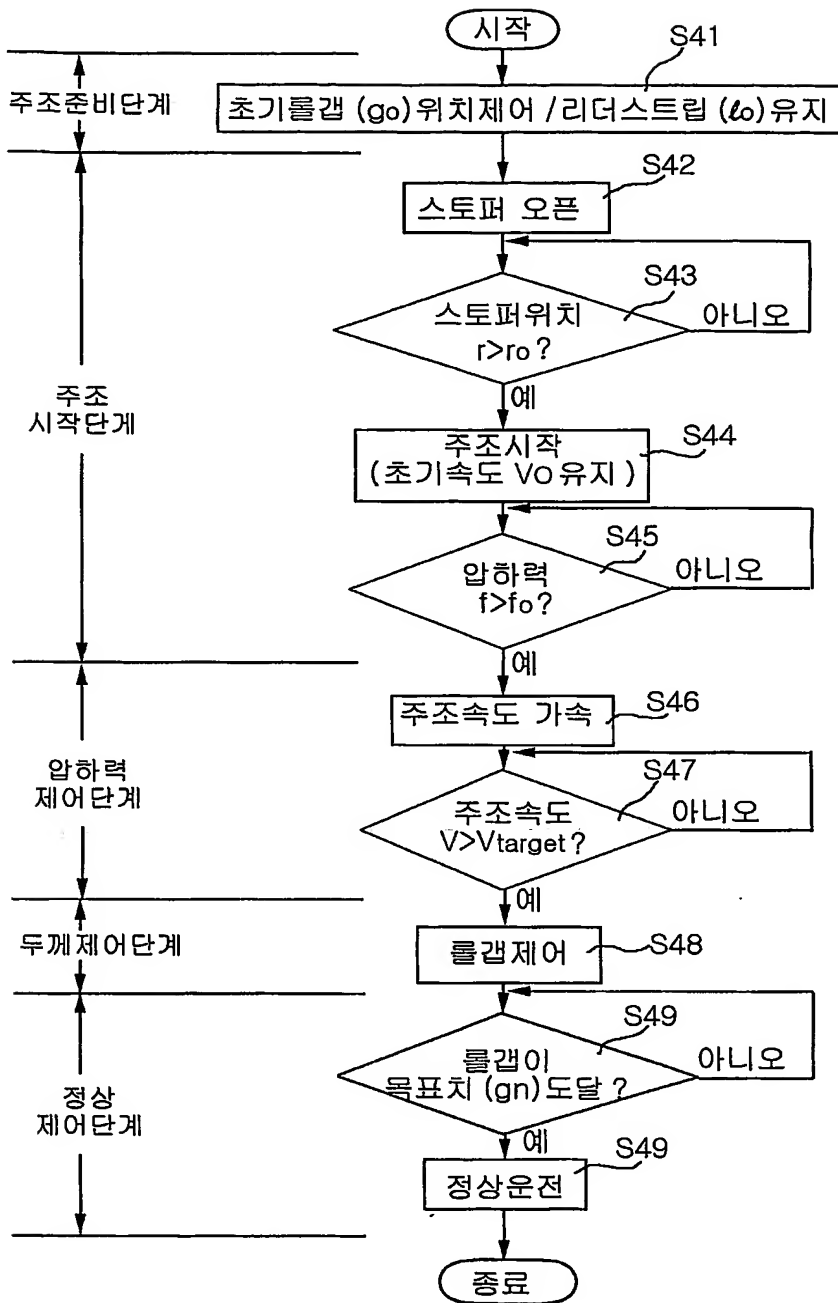 시작
S41
주조준비단계
초기롤갭 (go)위치제어 /리더스트립 (ℓo)유지
S42
스토퍼 오픈
S43
스토퍼위치
r>ro?
아니오
예
주조
시작단계
S44
주조시작
(초기속도 VO 유지)
S45
압하력
f>fo?
아니오
예
S46
주조속도 가속
압하력
제어단계
S47
주조속도
V>Vtarget?
아니오
예
두께제어단계
롤갭제어
S48
S49
롤갭이
목표치 (gn)도달?
아니오
예
정상
제어단계
S49
정상운전
종료